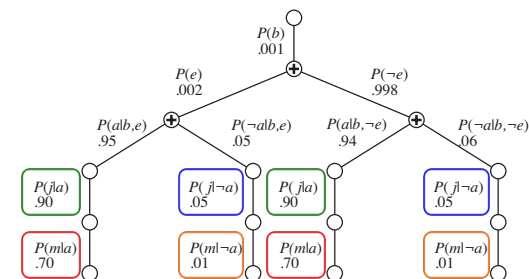 P(b)
.001
P(e)
.002
P(¬e)
.998
P(a|b,e)
.95
P(¬a|b,e)
.05
P(a|b,¬e)
.94
P(¬a|b,¬e)
.06
P(j|a)
.90
P(j|¬a)
.05
P(j|a)
.90
P(j|¬a)
.05
P(m|a)
.70
P(m|¬a)
.01
P(m|a)
.70
P(m|¬a)
.01